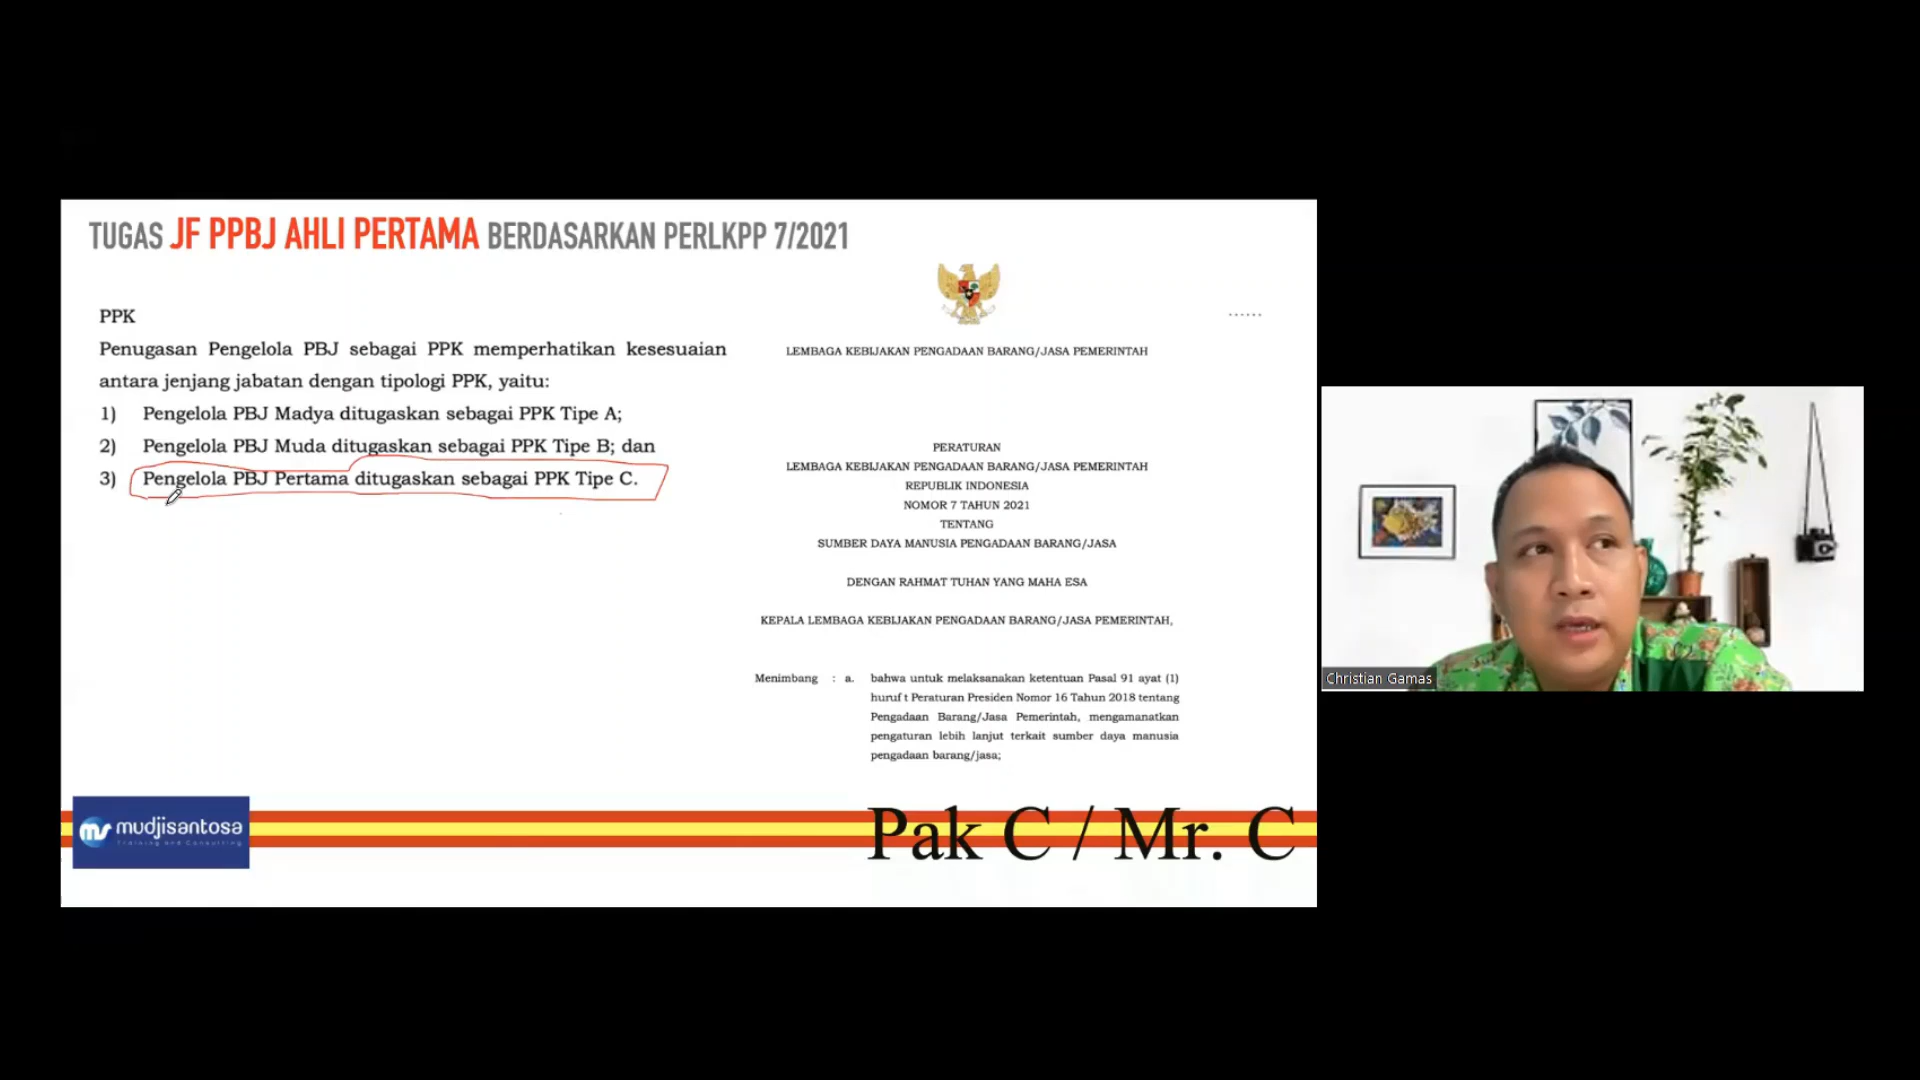 TUGAS JF PPBJ AHLI PERTAMA BERDASARKAN PERLKPP 7/2021
PPK
Penugasan Pengelola PBJ sebagai PPK memperhatikan kesesuaian
antara jenjang jabatan dengan tipologi PPK, yaitu:
1) Pengelola PBJ Madya ditugaskan sebagai PPK Tipe A;
2) Pengelola PBJ Muda ditugaskan sebagai PPK Tipe B; dan
3) Pengelola PBJ Pertama ditugaskan sebagai PPK Tipe C.
......
LEMBAGA KEBIJAKAN PENGADAAN BARANG/JASA PEMERINTAH
PERATURAN
LEMBAGA KEBIJAKAN PENGADAAN BARANG/JASA PEMERINTAH
REPUBLIK INDONESIA
NOMOR 7 TAHUN 2021
TENTANG
SUMBER DAYA MANUSIA PENGADAAN BARANG/JASA
DENGAN RAHMAT TUHAN YANG MAHA ESA
KEPALA LEMBAGA KEBIJAKAN PENGADAAN BARANG/JASA PEMERINTAH,
Menimbang : a. bahwa untuk melaksanakan ketentuan Pasal 91 ayat (1)
huruf t Peraturan Presiden Nomor 16 Tahun 2018 tentang
Pengadaan Barang/Jasa Pemerintah, mengamanatkan
pengaturan lebih lanjut terkait sumber daya manusia
pengadaan barang/jasa;
ms mudjisantosa
Training and Consulting
Pak C / Mr. C
Christian Gamas